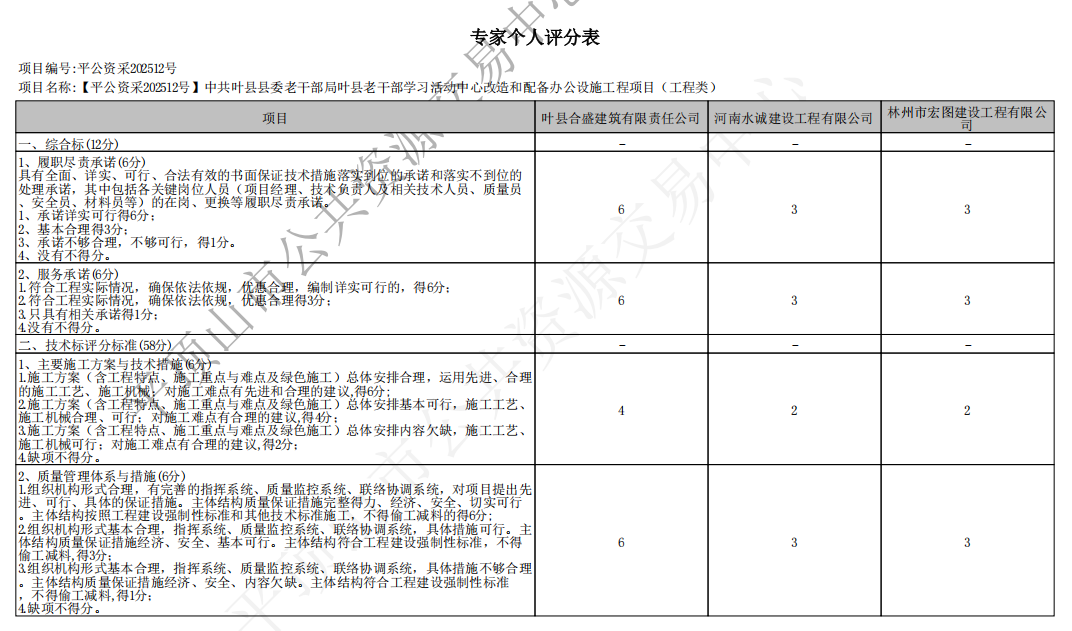 专家个人评分表
项目编号:平公资采202512号
项目名称:【平公资采202512号】中共叶县县委老干部局叶县老干部学习活动中心改造和配备办公设施工程项目（工程类）
项目 叶县合盛建筑有限责任公司 河南水诚建设工程有限公司 林州市宏图建设工程有限公司
一、综合标(12分) - - -
1、履职尽责承诺(6分)
具有全面、详实、可行、合法有效的书面保证技术措施落实到位的承诺和落实不到位的
处理承诺，其中包括各关键岗位人员（项目经理、技术负责人及相关技术人员、质量员
、安全员、材料员等）的在岗、更换等履职尽责承诺。
1、承诺详实可行得6分；
2、基本合理得3分；
3、承诺不够合理，不够可行，得1分。
4、没有不得分。
6 3 3
2、服务承诺(6分)
1.符合工程实际情况，确保依法依规，优惠合理，编制详实可行的，得6分；
2.符合工程实际情况，确保依法依规，优惠合理得3分；
3.只具有相关承诺得1分；
4.没有不得分。
6 3 3
二、技术标评分标准(58分) - - -
1、主要施工方案与技术措施(6分)
1.施工方案（含工程特点、施工重点与难点及绿色施工）总体安排合理，运用先进、合理
的施工工艺、施工机械；对施工难点有先进和合理的建议,得6分；
2.施工方案（含工程特点、施工重点与难点及绿色施工）总体安排基本可行，施工工艺、
施工机械合理、可行；对施工难点有合理的建议,得4分；
3.施工方案（含工程特点、施工重点与难点及绿色施工）总体安排内容欠缺，施工工艺、
施工机械可行；对施工难点有合理的建议,得2分；
4.缺项不得分。
4 2 2
2、质量管理体系与措施(6分)
1.组织机构形式合理，有完善的指挥系统、质量监控系统、联络协调系统，对项目提出先
进、可行、具体的保证措施。主体结构质量保证措施完整得力、经济、安全、切实可行
。主体结构按照工程建设强制性标准和其他技术标准施工，不得偷工减料的得6分；
2.组织机构形式基本合理，指挥系统、质量监控系统、联络协调系统，具体措施可行。主
体结构质量保证措施经济、安全、基本可行。主体结构符合工程建设强制性标准，不得
偷工减料,得3分；
3.组织机构形式基本合理，指挥系统、质量监控系统、联络协调系统，具体措施不够合理
。主体结构质量保证措施经济、安全、内容欠缺。主体结构符合工程建设强制性标准
，不得偷工减料,得1分；
4.缺项不得分。
6 3 3
平顶山市公共资源交易中心
平顶山市公共资源交易中心